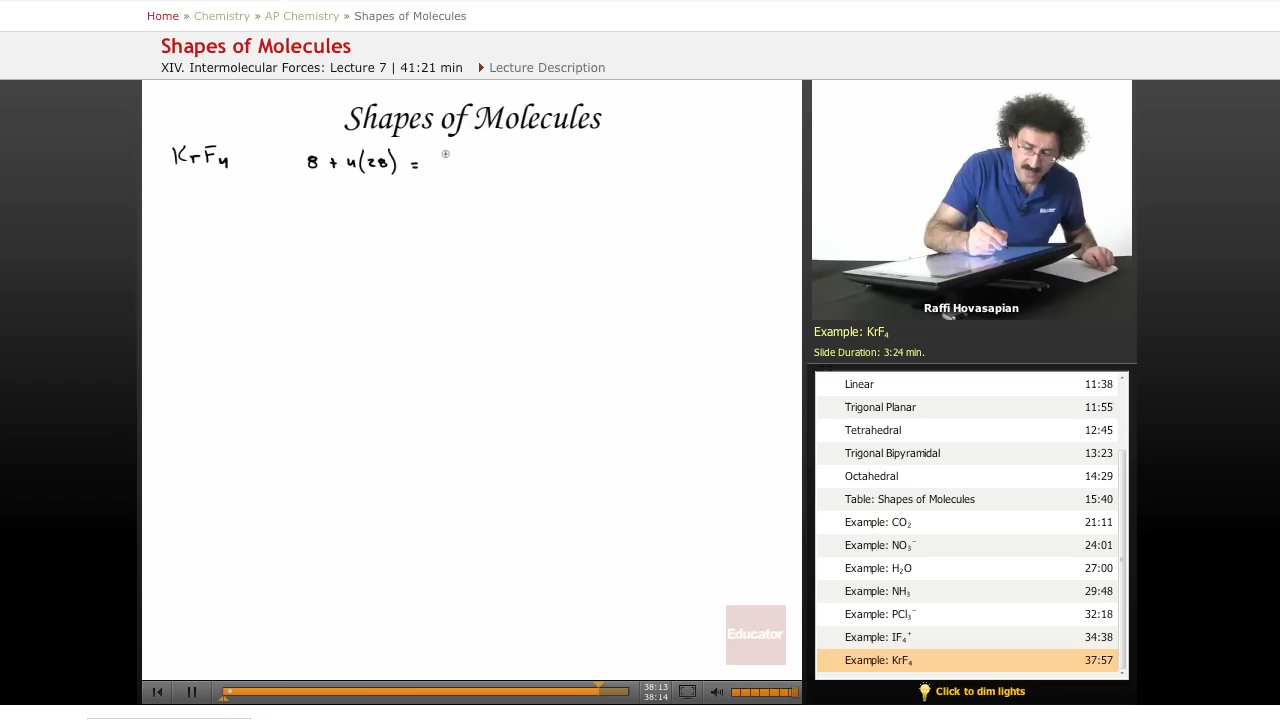 Home » Chemistry » AP Chemistry » Shapes of Molecules
Shapes of Molecules
XIV. Intermolecular Forces: Lecture 7 | 41:21 min Lecture Description
Shapes of Molecules
KrF₄ 8 + 4(28) =
Educator
Raffi Hovasapian
Example: KrF₄
Slide Duration: 3:24 min.
Linear 11:38
Trigonal Planar 11:55
Tetrahedral 12:45
Trigonal Bipyramidal 13:23
Octahedral 14:29
Table: Shapes of Molecules 15:40
Example: CO₂ 21:11
Example: NO₃⁻ 24:01
Example: H₂O 27:00
Example: NH₃ 29:48
Example: PCl₃⁻ 32:18
Example: IF₄⁺ 34:38
Example: KrF₄ 37:57
Educator
38:13
38:14
Click to dim lights